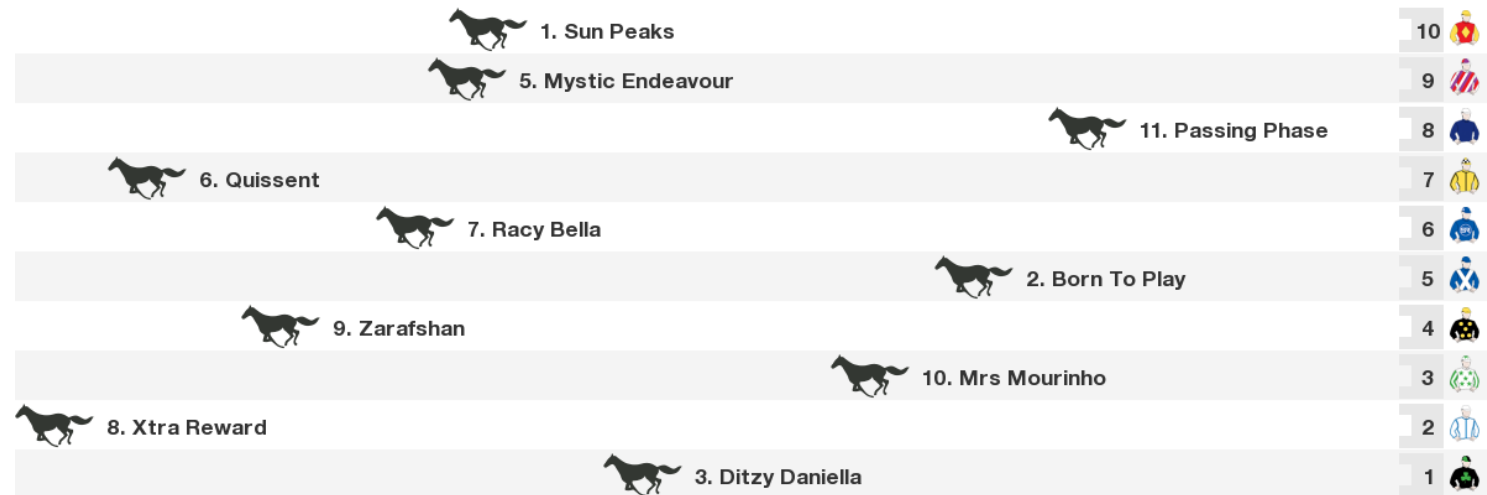 1. Sun Peaks 10
5. Mystic Endeavour 9
11. Passing Phase 8
6. Quissent 7
7. Racy Bella 6
2. Born To Play 5
9. Zarafshan 4
10. Mrs Mourinho 3
8. Xtra Reward 2
3. Ditzy Daniella 1